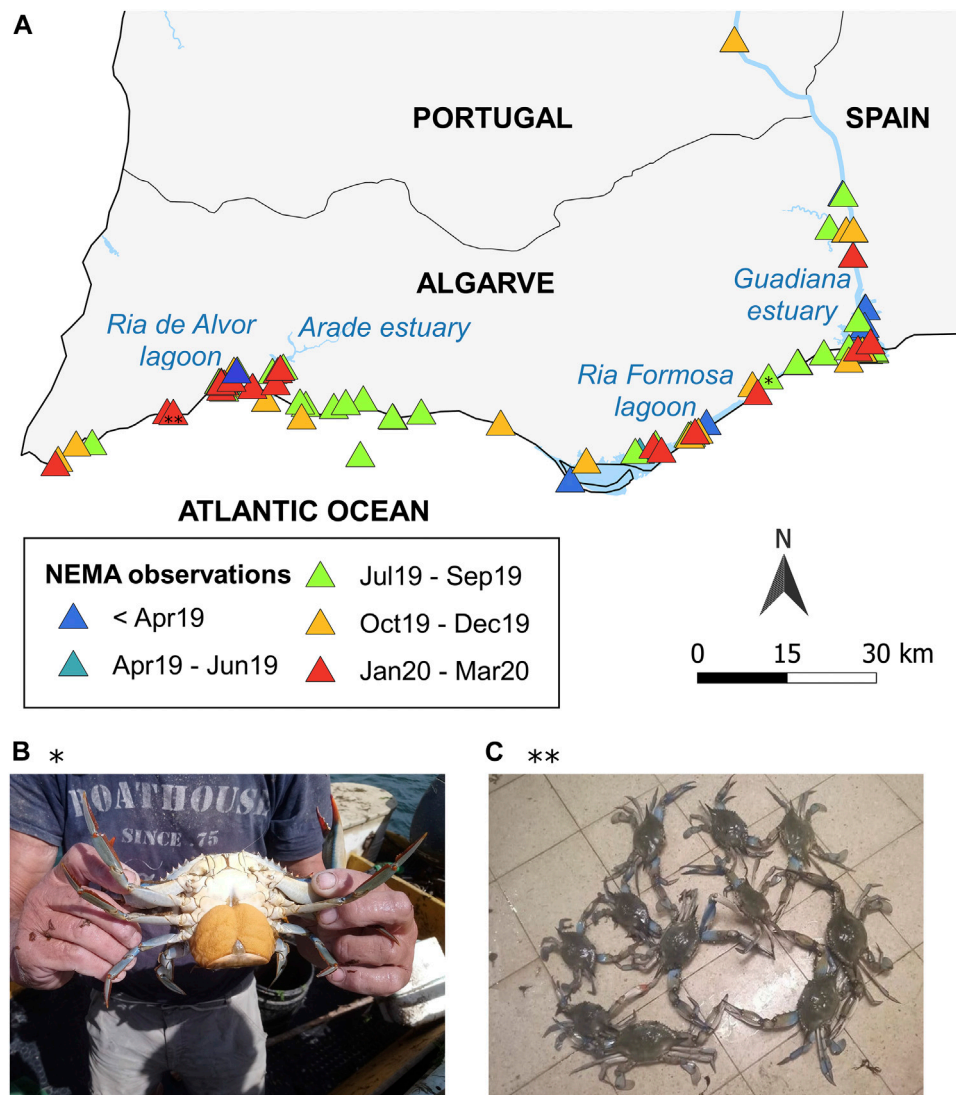 A
PORTUGAL
SPAIN
ALGARVE
Guadiana
estuary
Ria de Alvor
lagoon
Arade estuary
Ria Formosa
lagoon
*
**
ATLANTIC OCEAN
NEMA observations
< Apr19
Apr19 - Jun19
Jul19 - Sep19
Oct19 - Dec19
Jan20 - Mar20
N
0 15 30 km
B *
C **
BOATHOUSE
SINCE .75